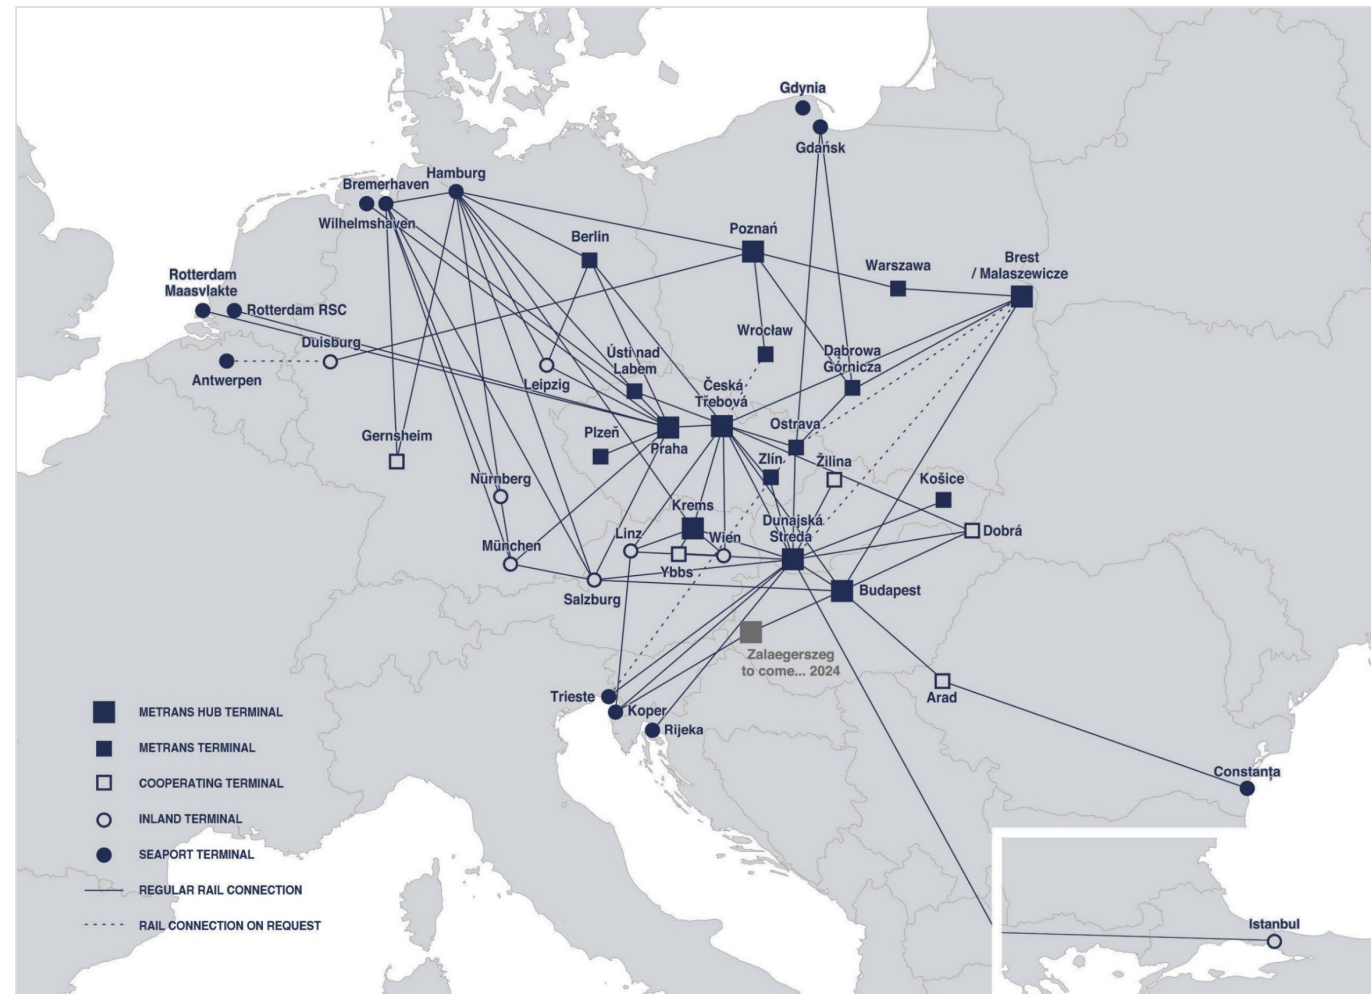 Gdynia
Gdańsk
Hamburg
Bremerhaven
Wilhelmshaven
Berlin
Poznań
Warszawa
Brest
/ Malaszewicze
Rotterdam
Maasvlakte
Rotterdam RSC
Duisburg
Antwerpen
Leipzig
Ústí nad
Labem
Wrocław
Dąbrowa
Górnicza
Česká
Třebová
Gernsheim
Plzeň
Praha
Ostrava
Zlín
Žilina
Košice
Nürnberg
Krems
Dunajská
Streda
Dobrá
München
Linz
Wien
Ybbs
Salzburg
Budapest
Zalaegerszeg
to come... 2024
Trieste
Koper
Rijeka
Arad
Constanța
Istanbul
METRANS HUB TERMINAL
METRANS TERMINAL
COOPERATING TERMINAL
INLAND TERMINAL
SEAPORT TERMINAL
REGULAR RAIL CONNECTION
RAIL CONNECTION ON REQUEST